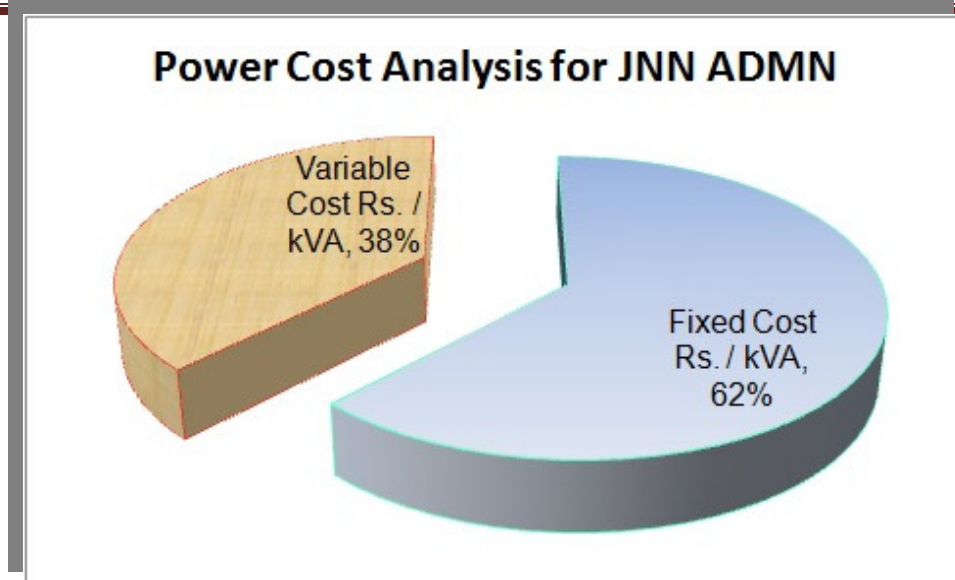 Power Cost Analysis for JNN ADMN
Variable
Cost Rs. /
kVA, 38%
Fixed Cost
Rs. / kVA,
62%